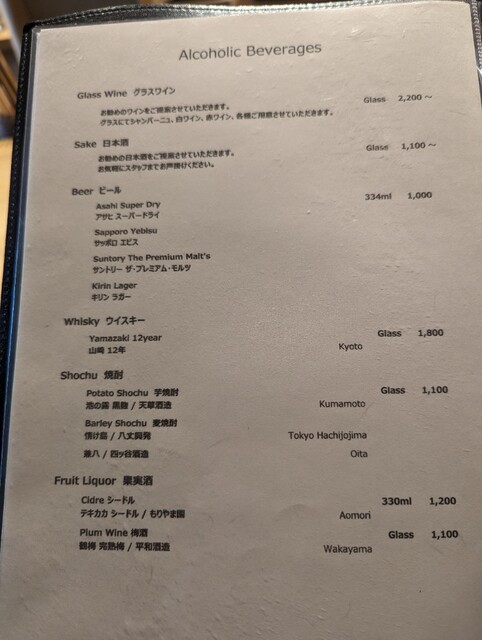 Alcoholic Beverages
Glass Wine グラスワイン
お勧めのワインをご提案させていただきます。
グラスにてシャンパーニュ、白ワイン、赤ワイン、各種ご用意させていただきます。
Glass 2,200～
Sake 日本酒
お勧めの日本酒をご提案させていただきます。
お気軽にスタッフまでお声掛けください。
Glass 1,100～
Beer ビール 334ml 1,000
Asahi Super Dry
アサヒ スーパードライ
Sapporo Yebisu
サッポロ エビス
Suntory The Premium Malt's
サントリー ザ・プレミアム・モルツ
Kirin Lager
キリン ラガー
Whisky ウイスキー Glass 1,800
Yamazaki 12year
山崎 12年 Kyoto
Shochu 焼酎
Potato Shochu 芋焼酎 Glass 1,100
池の露 黒麹 / 天草酒造 Kumamoto
Barley Shochu 麦焼酎
情け島 / 八丈興発 Tokyo Hachijojima
兼八 / 四ッ谷酒造 Oita
Fruit Liquor 果実酒
Cidre シードル 330ml 1,200
テキカカ シードル / もりやま園 Aomori
Plum Wine 梅酒 Glass 1,100
鶴梅 完熟梅 / 平和酒造 Wakayama